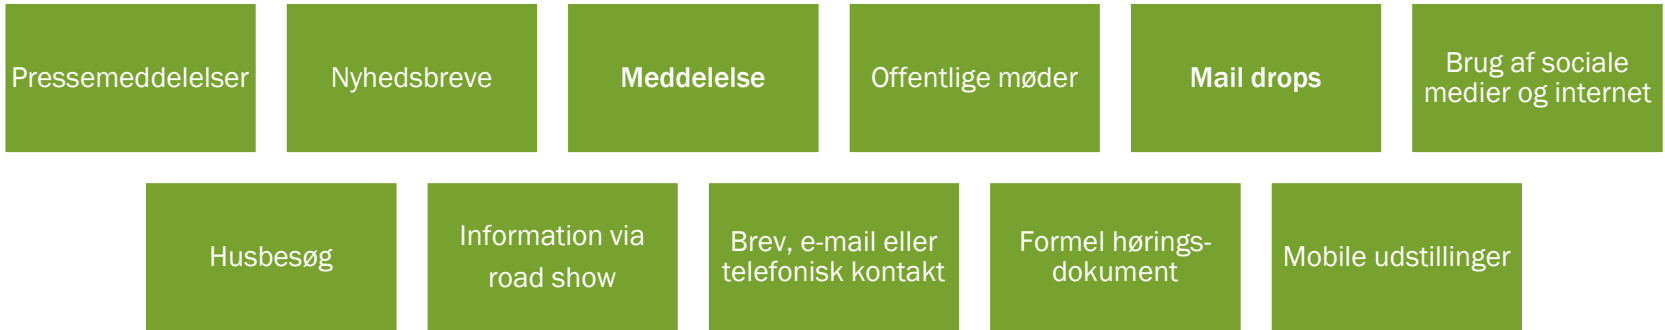 Pressemeddelelser
Nyhedsbreve
Meddelelse
Offentlige møder
Mail drops
Brug af sociale
medier og internet
Husbesøg
Information via
road show
Brev, e-mail eller
telefonisk kontakt
Formel hørings-
dokument
Mobile udstillinger